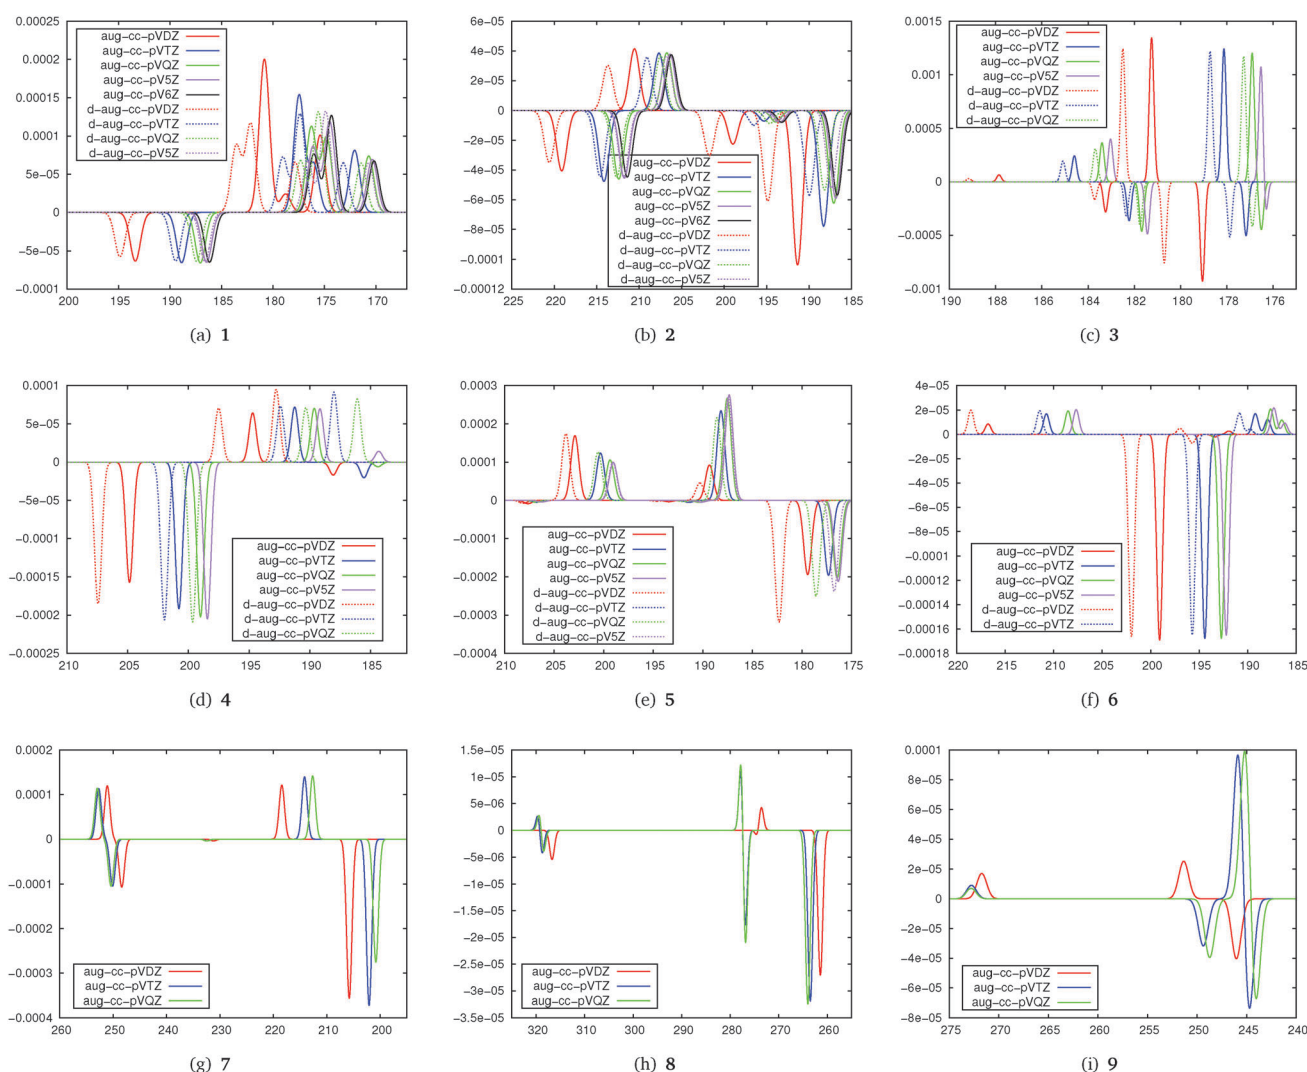 0.00025
0.0002
0.00015
0.0001
5e-05
0
−5e-05
−0.0001
aug-cc-pVDZ
aug-cc-pVTZ
aug-cc-pVQZ
aug-cc-pV5Z
aug-cc-pV6Z
d-aug-cc-pVDZ
d-aug-cc-pVTZ
d-aug-cc-pVQZ
d-aug-cc-pV5Z
200 195 190 185 180 175 170
(a) 1
6e-05
4e-05
2e-05
0
−2e-05
−4e-05
−6e-05
−8e-05
−0.0001
−0.00012
aug-cc-pVDZ
aug-cc-pVTZ
aug-cc-pVQZ
aug-cc-pV5Z
aug-cc-pV6Z
d-aug-cc-pVDZ
d-aug-cc-pVTZ
d-aug-cc-pVQZ
d-aug-cc-pV5Z
225 220 215 210 205 200 195 190 185
(b) 2
0.0015
0.001
0.0005
0
−0.0005
−0.001
aug-cc-pVDZ
aug-cc-pVTZ
aug-cc-pVQZ
aug-cc-pV5Z
d-aug-cc-pVDZ
d-aug-cc-pVTZ
d-aug-cc-pVQZ
190 188 186 184 182 180 178 176
(c) 3
0.0001
5e-05
0
−5e-05
−0.0001
−0.00015
−0.0002
−0.00025
aug-cc-pVDZ
aug-cc-pVTZ
aug-cc-pVQZ
aug-cc-pV5Z
d-aug-cc-pVDZ
d-aug-cc-pVTZ
d-aug-cc-pVQZ
210 205 200 195 190 185
(d) 4
0.0003
0.0002
0.0001
0
−0.0001
−0.0002
−0.0003
−0.0004
aug-cc-pVDZ
aug-cc-pVTZ
aug-cc-pVQZ
aug-cc-pV5Z
d-aug-cc-pVDZ
d-aug-cc-pVTZ
d-aug-cc-pVQZ
d-aug-cc-pV5Z
210 205 200 195 190 185 180 175
(e) 5
4e-05
2e-05
0
−2e-05
−4e-05
−6e-05
−8e-05
−0.0001
−0.00012
−0.00014
−0.00016
−0.00018
aug-cc-pVDZ
aug-cc-pVTZ
aug-cc-pVQZ
aug-cc-pV5Z
d-aug-cc-pVDZ
d-aug-cc-pVTZ
220 215 210 205 200 195 190 185
(f) 6
0.0002
0.0001
0
−0.0001
−0.0002
−0.0003
−0.0004
aug-cc-pVDZ
aug-cc-pVTZ
aug-cc-pVQZ
260 250 240 230 220 210 200
(g) 7
1.5e-05
1e-05
5e-06
0
−5e-06
−1e-05
−1.5e-05
−2e-05
−2.5e-05
−3e-05
−3.5e-05
aug-cc-pVDZ
aug-cc-pVTZ
aug-cc-pVQZ
320 310 300 290 280 270 260
(h) 8
0.0001
8e-05
6e-05
4e-05
2e-05
0
−2e-05
−4e-05
−6e-05
−8e-05
aug-cc-pVDZ
aug-cc-pVTZ
aug-cc-pVQZ
275 270 265 260 255 250 245 240
(i) 9